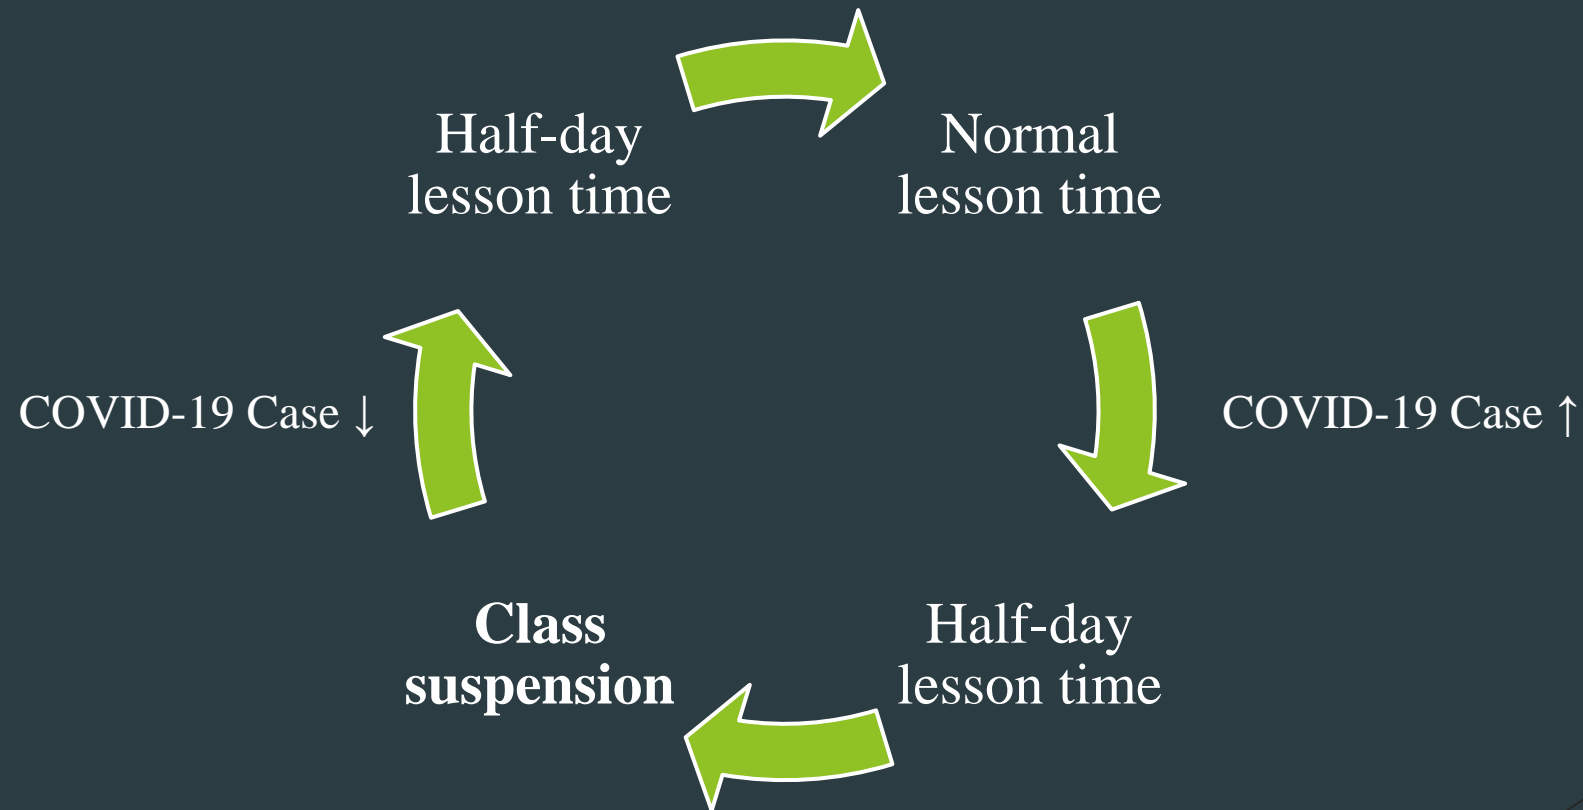 Half-day
lesson time
Normal
lesson time
COVID-19 Case ↓
COVID-19 Case ↑
Class
suspension
Half-day
lesson time